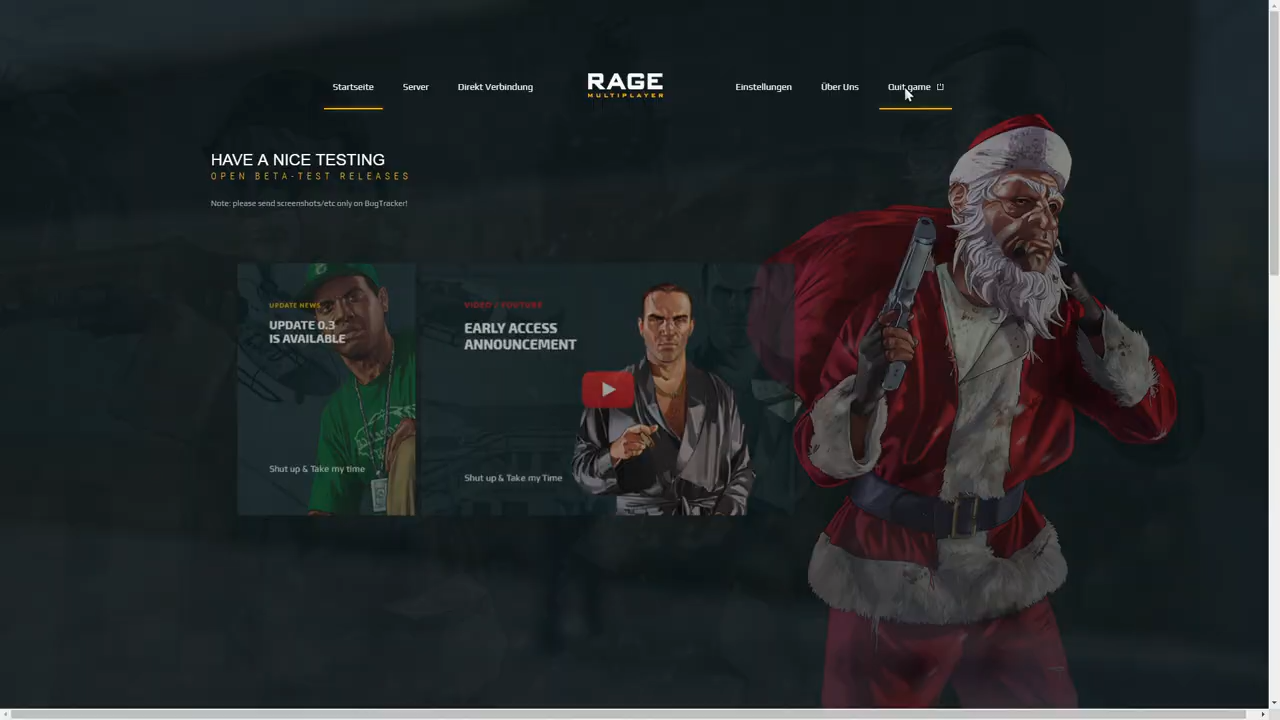 Startseite
Server
Direkt Verbindung
RAGE
MULTIPLAYER
Einstellungen
Über Uns
Quit game
HAVE A NICE TESTING
OPEN BETA-TEST RELEASES
Note: please send screenshots/etc only on BugTracker!
UPDATE NEWS
UPDATE 0.3
IS AVAILABLE
Shut up & Take my time
VIDEO / YOUTUBE
EARLY ACCESS
ANNOUNCEMENT
Shut up & Take my Time